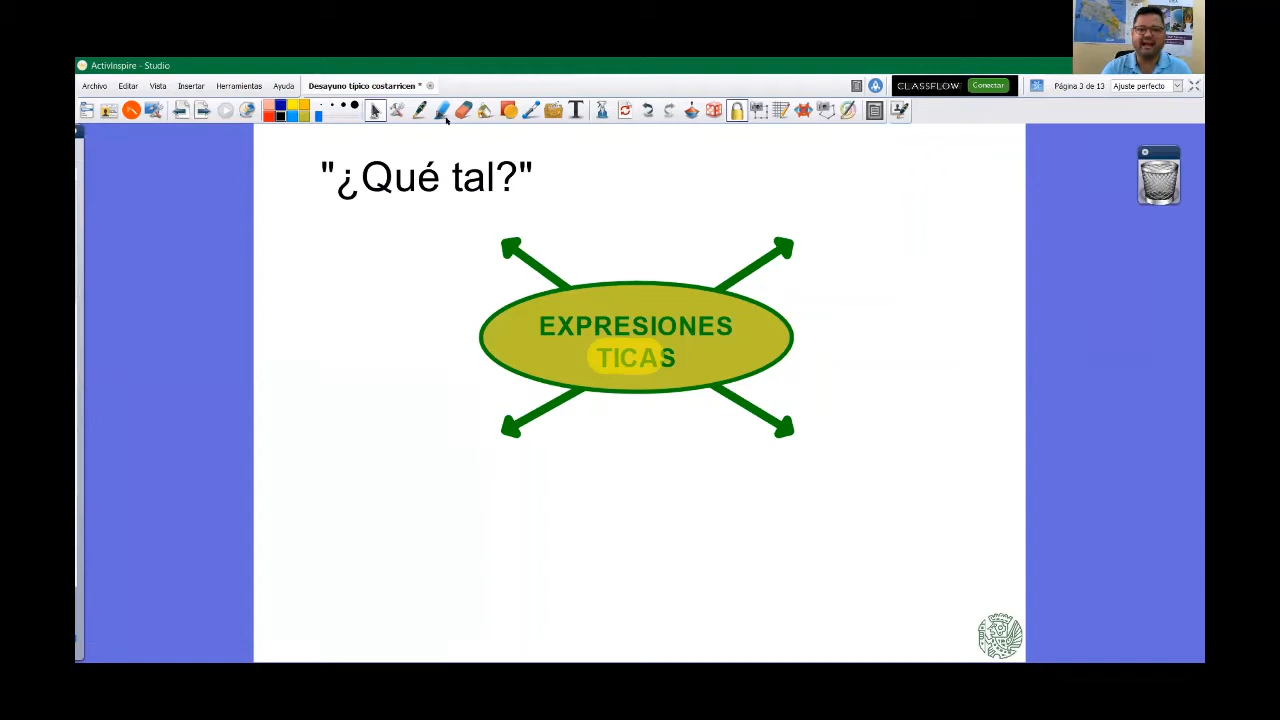 ActivInspire - Studio
Archivo Editar Vista Insertar Herramientas Ayuda
Desayuno típico costarricen *
CLASSFLOW Conectar
Página 3 de 13
Ajuste perfecto
"¿Qué tal?"
EXPRESIONES
TICAS